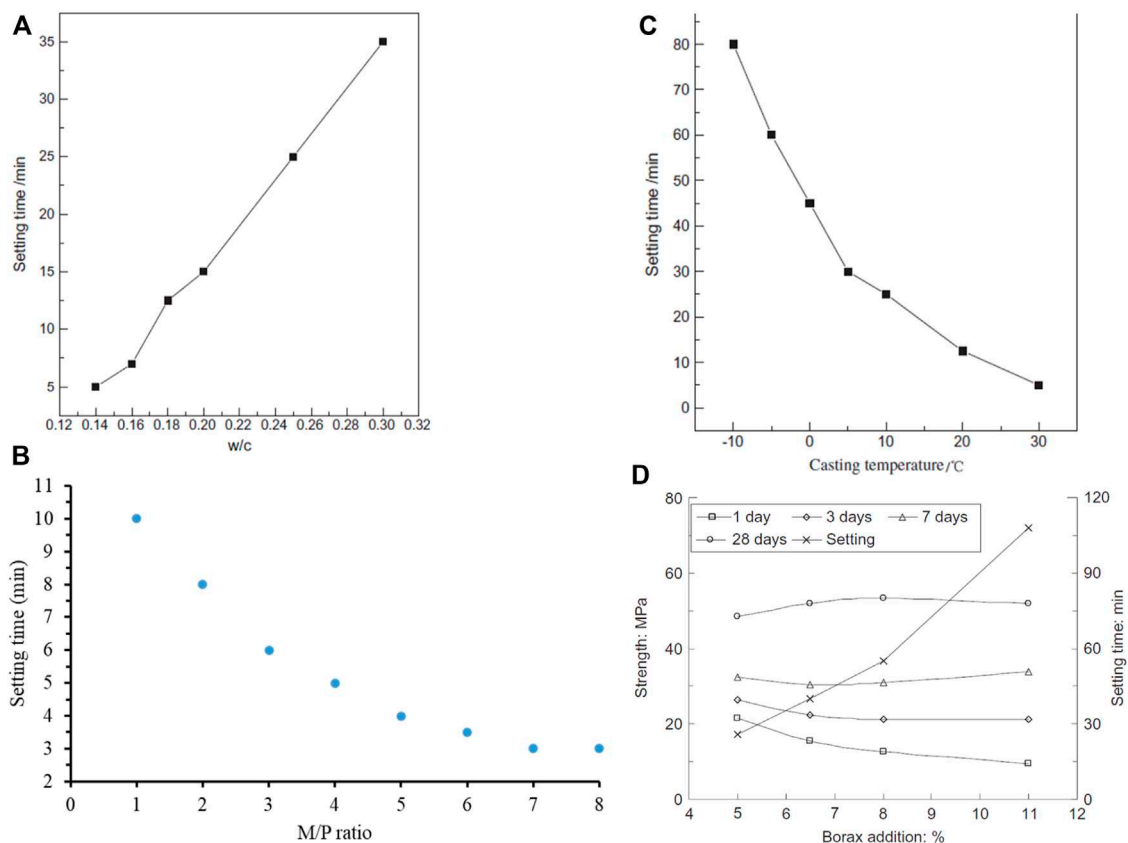 A
35
30
25
20
15
10
5
Setting time /min
0.12 0.14 0.16 0.18 0.20 0.22 0.24 0.26 0.28 0.30 0.32
w/c
C
80
70
60
50
40
30
20
10
0
Setting time /min
-10 0 10 20 30
Casting temperature/℃
B
11
10
9
8
7
6
5
4
3
2
Setting time (min)
0 1 2 3 4 5 6 7 8
M/P ratio
D
80
60
40
20
0
Strength: MPa
1 day 3 days 7 days
28 days Setting
120
90
60
30
0
Setting time: min
4 5 6 7 8 9 10 11 12
Borax addition: %